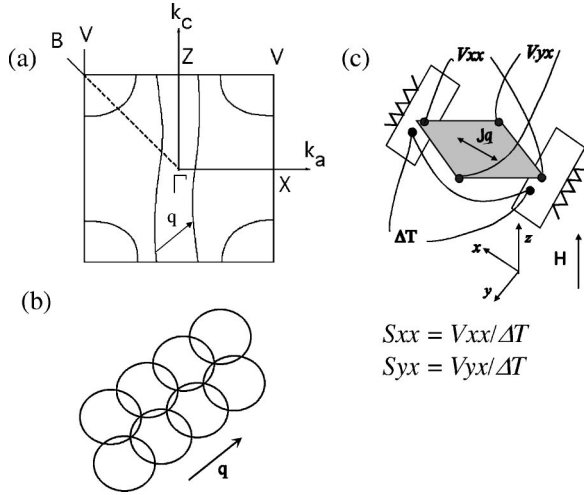 (a)
B
V
k_c
Z
V
k_a
Γ
X
q
(b)
q
(c)
Vxx
Vyx
Jq
ΔT
x
y
z
H
Sxx = Vxx/ΔT
Syx = Vyx/ΔT